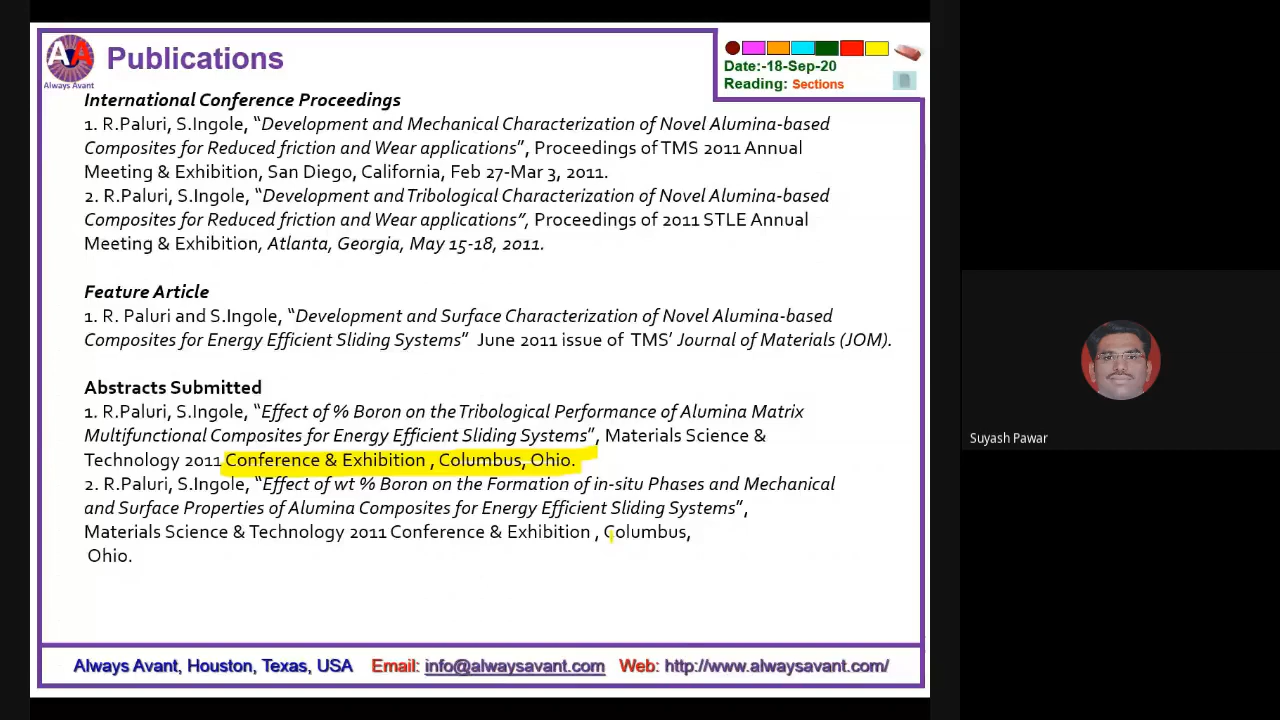 AVA
Always Avant
Publications
Date:-18-Sep-20
Reading: Sections
International Conference Proceedings
1. R.Paluri, S.Ingole, “Development and Mechanical Characterization of Novel Alumina-based
Composites for Reduced friction and Wear applications”, Proceedings of TMS 2011 Annual
Meeting & Exhibition, San Diego, California, Feb 27-Mar 3, 2011.
2. R.Paluri, S.Ingole, “Development and Tribological Characterization of Novel Alumina-based
Composites for Reduced friction and Wear applications”, Proceedings of 2011 STLE Annual
Meeting & Exhibition, Atlanta, Georgia, May 15-18, 2011.
Feature Article
1. R. Paluri and S.Ingole, “Development and Surface Characterization of Novel Alumina-based
Composites for Energy Efficient Sliding Systems” June 2011 issue of TMS’ Journal of Materials (JOM).
Abstracts Submitted
1. R.Paluri, S.Ingole, “Effect of % Boron on the Tribological Performance of Alumina Matrix
Multifunctional Composites for Energy Efficient Sliding Systems”, Materials Science &
Technology 2011 Conference & Exhibition , Columbus, Ohio.
2. R.Paluri, S.Ingole, “Effect of wt % Boron on the Formation of in-situ Phases and Mechanical
and Surface Properties of Alumina Composites for Energy Efficient Sliding Systems”,
Materials Science & Technology 2011 Conference & Exhibition , Columbus,
Ohio.
Suyash Pawar
Always Avant, Houston, Texas, USA Email: info@alwaysavant.com Web: http://www.alwaysavant.com/